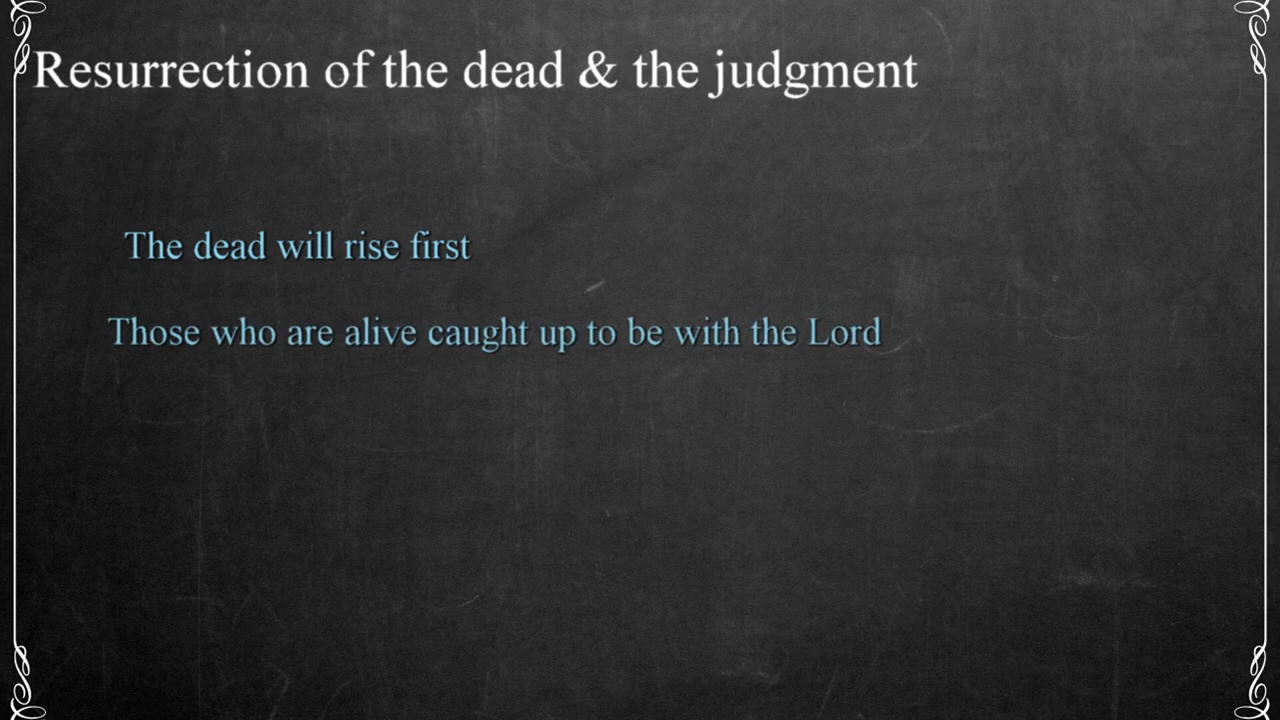 Resurrection of the dead & the judgment
The dead will rise first
Those who are alive caught up to be with the Lord